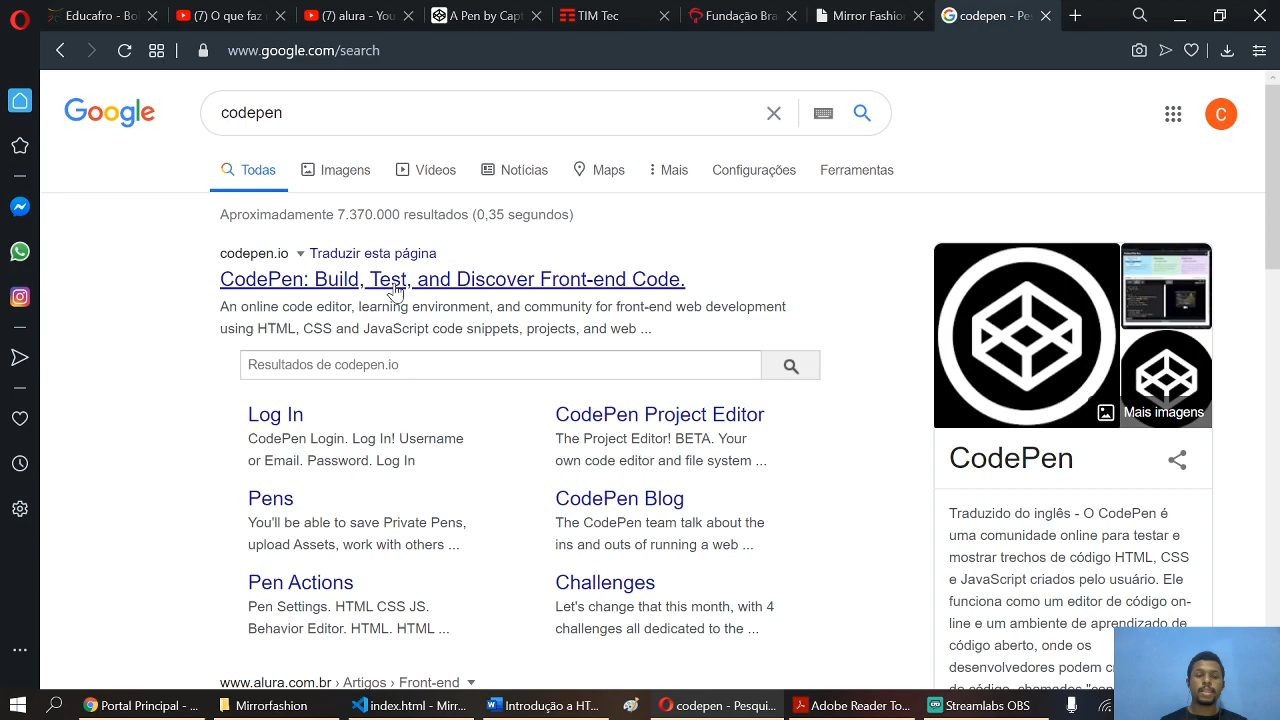 Educafro - Bol
(7) O que faz
(7) alura - You
A Pen by Capt
TIM Tec
Fundação Bra
Mirror Fashion
codepen - Pes
www.google.com/search
Google
codepen
C
Todas
Imagens
Vídeos
Notícias
Maps
Mais
Configurações
Ferramentas
Aproximadamente 7.370.000 resultados (0,35 segundos)
codepen.io
Traduzir esta página
CodePen: Build, Test, and Discover Front-end Code.
An online code editor, learning environment, and community for front-end web development
using HTML, CSS and JavaScript code snippets, projects, and web ...
Resultados de codepen.io
Log In
CodePen Login. Log In! Username
or Email. Password. Log In
CodePen Project Editor
The Project Editor! BETA. Your
own code editor and file system ...
Pens
You'll be able to save Private Pens,
upload Assets, work with others ...
CodePen Blog
The CodePen team talk about the
ins and outs of running a web ...
Pen Actions
Pen Settings. HTML CSS JS.
Behavior Editor. HTML. HTML ...
Challenges
Let's change that this month, with 4
challenges all dedicated to the ...
www.alura.com.br › Artigos › Front-end
Mais imagens
CodePen
Traduzido do inglês - O CodePen é
uma comunidade online para testar e
mostrar trechos de código HTML, CSS
e JavaScript criados pelo usuário. Ele
funciona como um editor de código on-
line e um ambiente de aprendizado de
código aberto, onde os
desenvolvedores podem
de código, chamados
Portal Principal - ...
Mirrorfashion
index.html - Mirr...
Introdução a HT...
codepen - Pesqui...
Adobe Reader To...
Streamlabs OBS